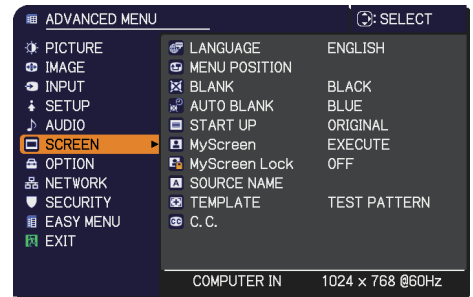 ADVANCED MENU : SELECT
PICTURE
IMAGE
INPUT
SETUP
AUDIO
SCREEN
OPTION
NETWORK
SECURITY
EASY MENU
EXIT
LANGUAGE ENGLISH
MENU POSITION
BLANK BLACK
AUTO BLANK BLUE
START UP ORIGINAL
MyScreen EXECUTE
MyScreen Lock OFF
SOURCE NAME
TEMPLATE TEST PATTERN
C.C.
COMPUTER IN 1024 x 768 @60Hz